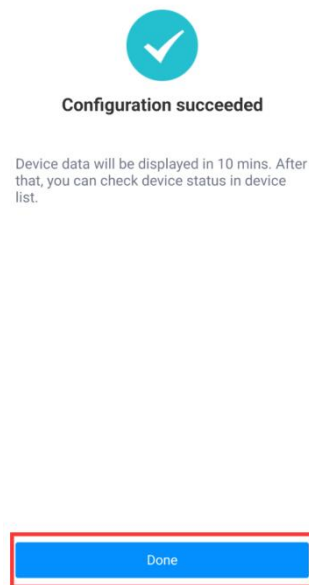 Configuration succeeded
Device data will be displayed in 10 mins. After
that, you can check device status in device
list.
Done